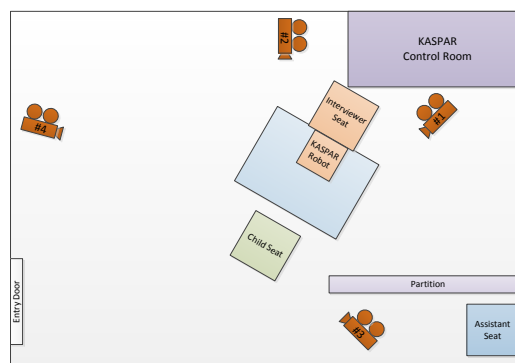 #2
KASPAR
Control Room
Interviewer
Seat
#1
#4
KASPAR
Robot
Child Seat
Entry Door
Partition
#3
Assistant
Seat